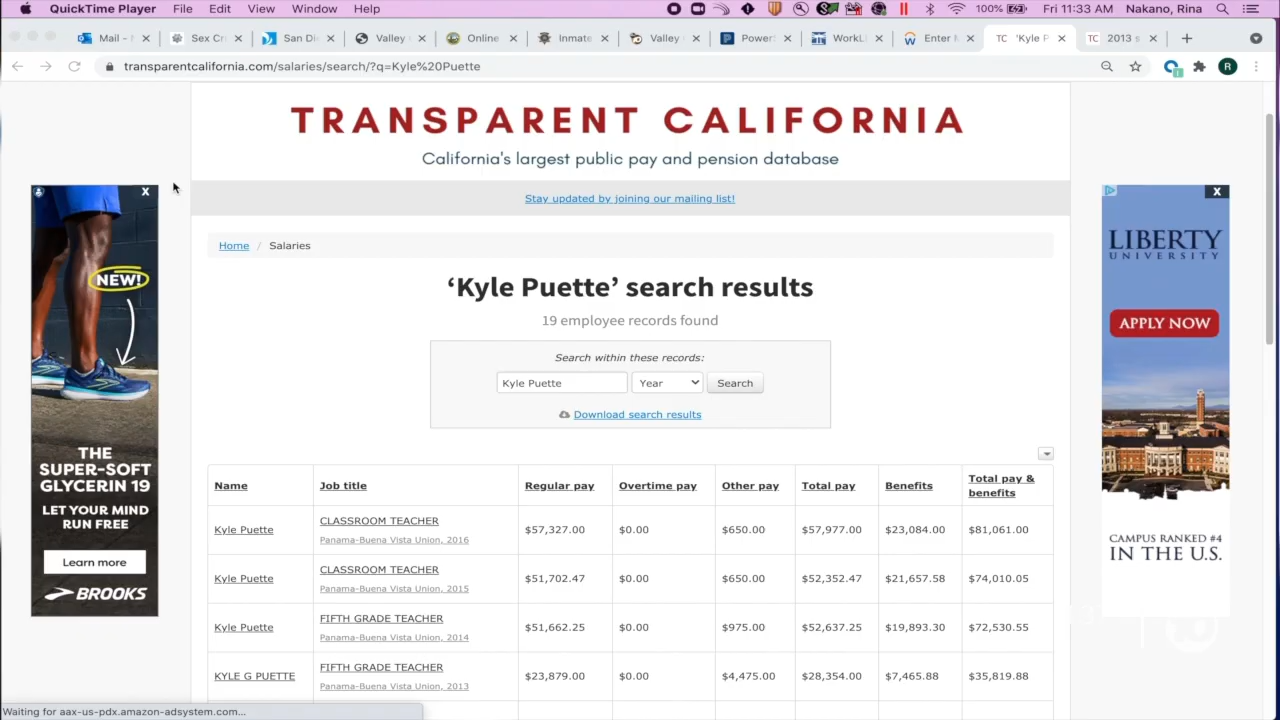 QuickTime Player File Edit View Window Help 100% Fri 11:33 AM Nakano, Rina
Mail – Sex Cr San Die Valley Online Inmate Valley Power WorkL Enter M TC 'Kyle P TC 2013 s
transparentcalifornia.com/salaries/search/?q=Kyle%20Puette R
TRANSPARENT CALIFORNIA
California's largest public pay and pension database
Stay updated by joining our mailing list!
Home / Salaries
'Kyle Puette' search results
19 employee records found
Search within these records:
Kyle Puette Year Search
Download search results
Name Job title Regular pay Overtime pay Other pay Total pay Benefits Total pay & benefits
Kyle Puette CLASSROOM TEACHER $57,327.00 $0.00 $650.00 $57,977.00 $23,084.00 $81,061.00
Panama-Buena Vista Union, 2016
Kyle Puette CLASSROOM TEACHER $51,702.47 $0.00 $650.00 $52,352.47 $21,657.58 $74,010.05
Panama-Buena Vista Union, 2015
Kyle Puette FIFTH GRADE TEACHER $51,662.25 $0.00 $975.00 $52,637.25 $19,893.30 $72,530.55
Panama-Buena Vista Union, 2014
KYLE G PUETTE FIFTH GRADE TEACHER $23,879.00 $0.00 $4,475.00 $28,354.00 $7,465.88 $35,819.88
Panama-Buena Vista Union, 2013
X
NEW!
THE
SUPER-SOFT
GLYCERIN 19
LET YOUR MIND
RUN FREE
Learn more
BROOKS
X
LIBERTY
UNIVERSITY
APPLY NOW
CAMPUS RANKED #4
IN THE U.S.
Waiting for aax-us-pdx.amazon-adsystem.com...